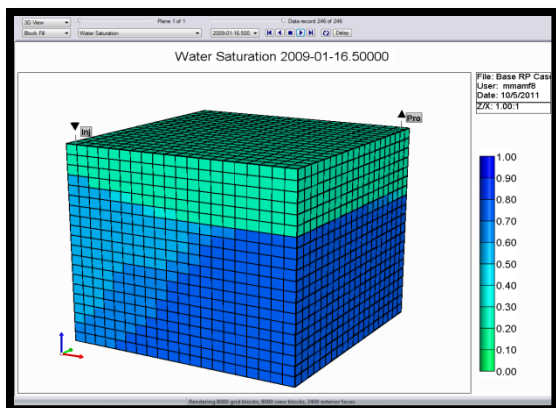 3D View
Plane 1 of 1
Data record 246 of 246
Block Fill
Water Saturation
2009-01-16.500
Delay
Water Saturation 2009-01-16.50000
File: Base RP Cas
User: mmamf8
Date: 10/5/2011
Z/X: 1.00:1
Inj
Pro
1.00
0.90
0.80
0.70
0.60
0.50
0.40
0.30
0.20
0.10
0.00
Rendering 8000 grid blocks, 8000 view blocks, 2400 exterior faces.